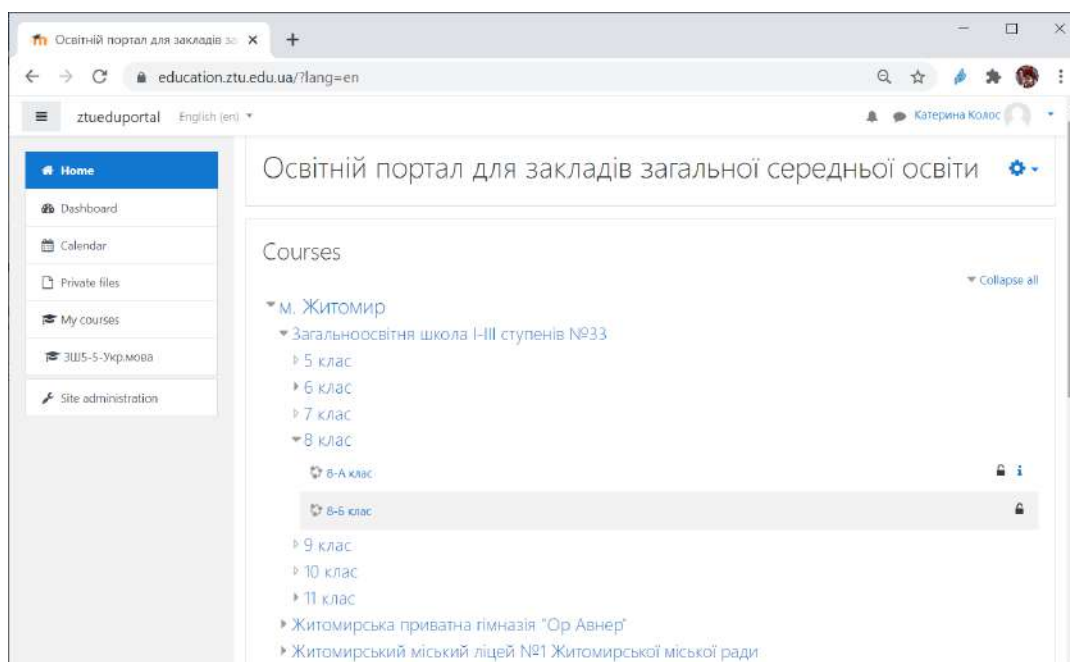 Освітній портал для закладів за
education.ztu.edu.ua/?lang=en
ztueduportal English (en)
Катерина Колос
Home
Dashboard
Calendar
Private files
My courses
ЗШ5-5-Укр.мова
Site administration
Освітній портал для закладів загальної середньої освіти
Courses
Collapse all
м. Житомир
Загальноосвітня школа І-ІІІ ступенів №33
5 клас
6 клас
7 клас
8 клас
8-А клас
8-Б клас
9 клас
10 клас
11 клас
Житомирська приватна гімназія "Ор Авнер"
Житомирський міський ліцей №1 Житомирської міської ради